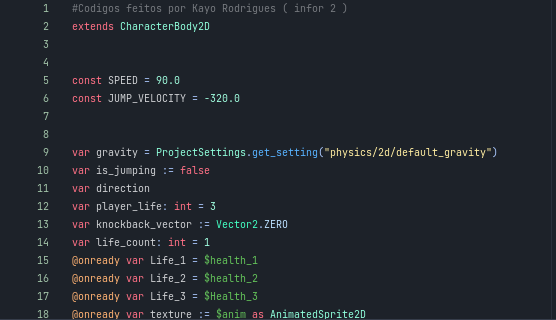 1 #Codigos feitos por Kayo Rodrigues ( infor 2 )
2 extends CharacterBody2D
3
4
5 const SPEED = 90.0
6 const JUMP_VELOCITY = -320.0
7
8
9 var gravity = ProjectSettings.get_setting("physics/2d/default_gravity")
10 var is_jumping := false
11 var direction
12 var player_life: int = 3
13 var knockback_vector := Vector2.ZERO
14 var life_count: int = 1
15 @onready var Life_1 = $health_1
16 @onready var Life_2 = $health_2
17 @onready var Life_3 = $Health_3
18 @onready var texture := $anim as AnimatedSprite2D